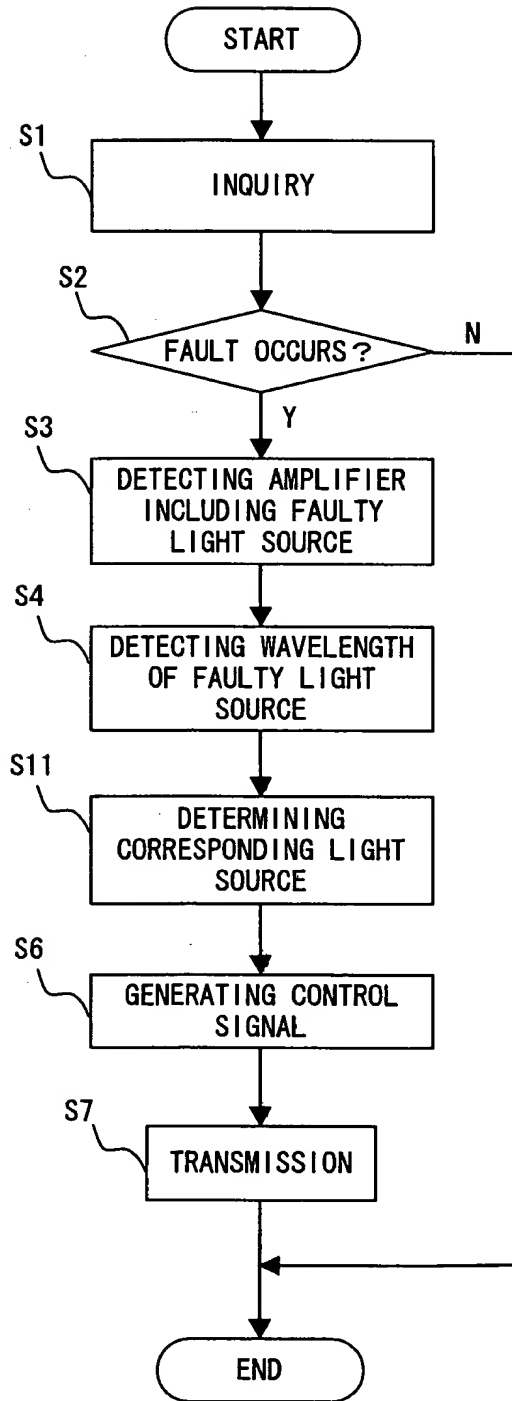 START
S1
INQUIRY
S2
FAULT OCCURS?
N
Y
S3
DETECTING AMPLIFIER
INCLUDING FAULTY
LIGHT SOURCE
S4
DETECTING WAVELENGTH
OF FAULTY LIGHT
SOURCE
S11
DETERMINING
CORRESPONDING LIGHT
SOURCE
S6
GENERATING CONTROL
SIGNAL
S7
TRANSMISSION
END